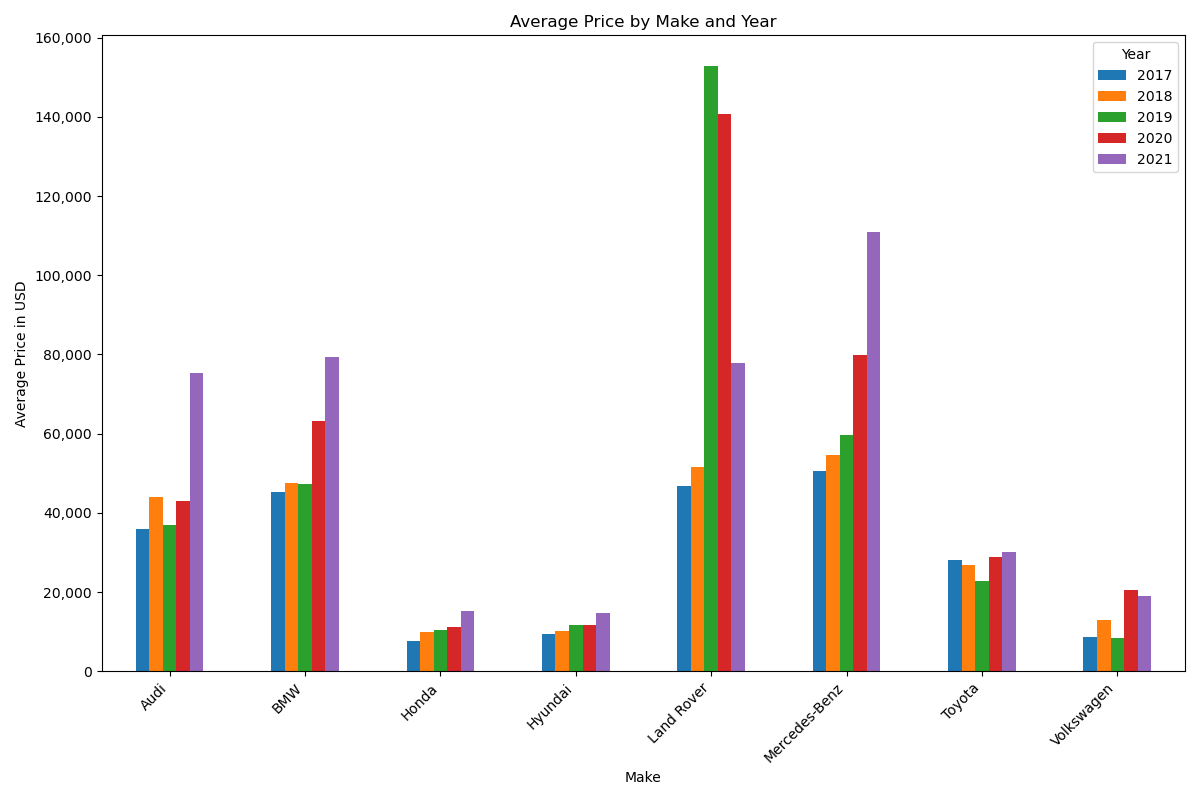 Average Price by Make and Year
160,000
140,000
120,000
100,000
80,000
60,000
40,000
20,000
0
Average Price in USD
Year
2017
2018
2019
2020
2021
Audi
BMW
Honda
Hyundai
Land Rover
Mercedes-Benz
Toyota
Volkswagen
Make